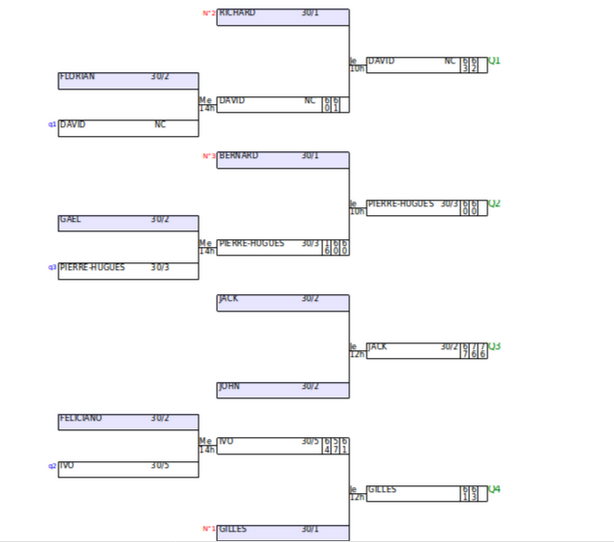 N°2 RICHARD 30/1
Je 10h DAVID NC 6 6 Q1
3 2
FLORIAN 30/2
Me 14h DAVID NC 6 6
0 1
q1 DAVID NC
N°3 BERNARD 30/1
Je 10h PIERRE-HUGUES 30/3 6 6 Q2
0 0
GAEL 30/2
Me 14h PIERRE-HUGUES 30/3 1 6 6
6 0 0
q3 PIERRE-HUGUES 30/3
JACK 30/2
Je 12h JACK 30/2 6 7 7 Q3
7 6 6
JOHN 30/2
FELICIANO 30/2
Me 14h IVO 30/5 6 5 6
4 7 1
q2 IVO 30/5
Je 12h GILLES 6 6 Q4
1 3
N°1 GILLES 30/1